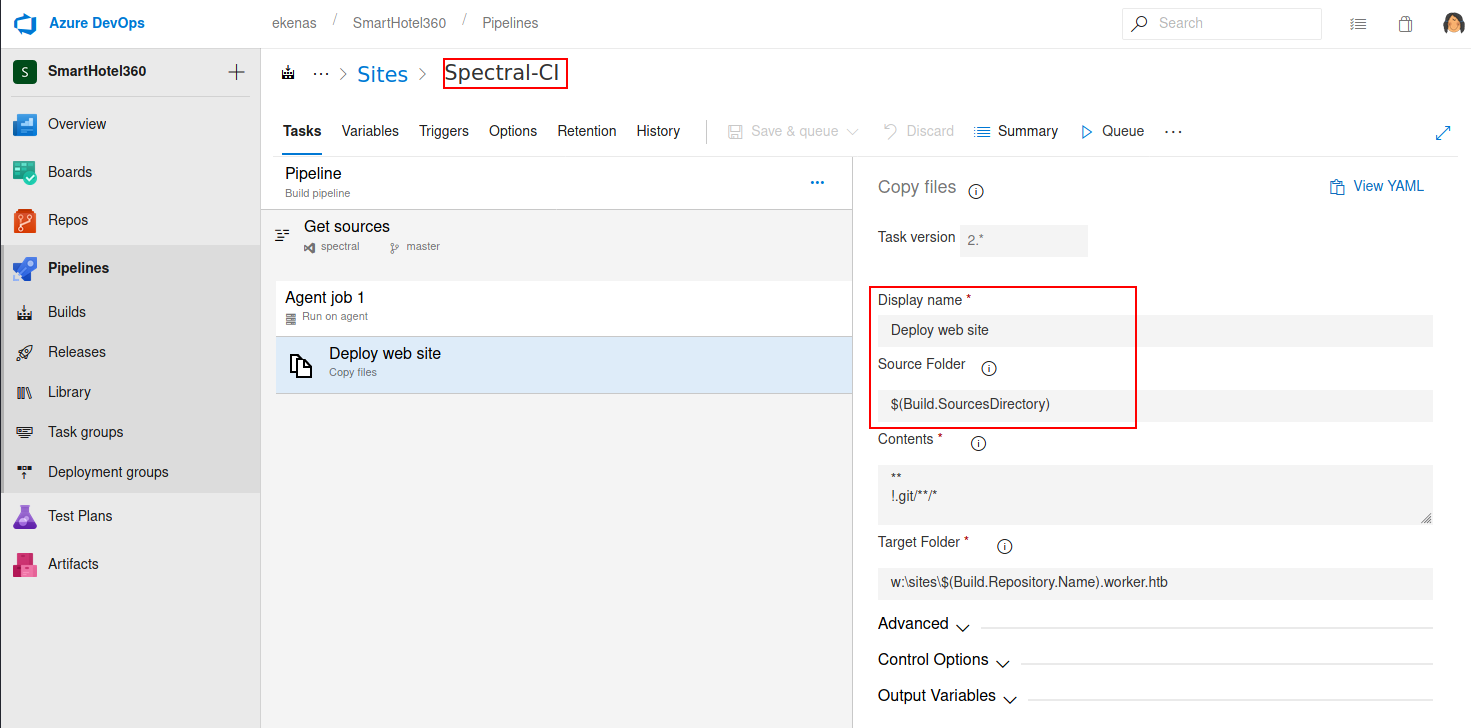 Azure DevOps
ekenas / SmartHotel360 / Pipelines
Search
S SmartHotel360
Overview
Boards
Repos
Pipelines
Builds
Releases
Library
Task groups
Deployment groups
Test Plans
Artifacts
··· > Sites > Spectral-CI
Tasks Variables Triggers Options Retention History Save & queue Discard Summary Queue ···
Pipeline
Build pipeline
Get sources
spectral master
Agent job 1
Run on agent
Deploy web site
Copy files
Copy files
View YAML
Task version 2.*
Display name *
Deploy web site
Source Folder
$(Build.SourcesDirectory)
Contents *
**
!.git/**/*
Target Folder *
w:\sites\$(Build.Repository.Name).worker.htb
Advanced
Control Options
Output Variables